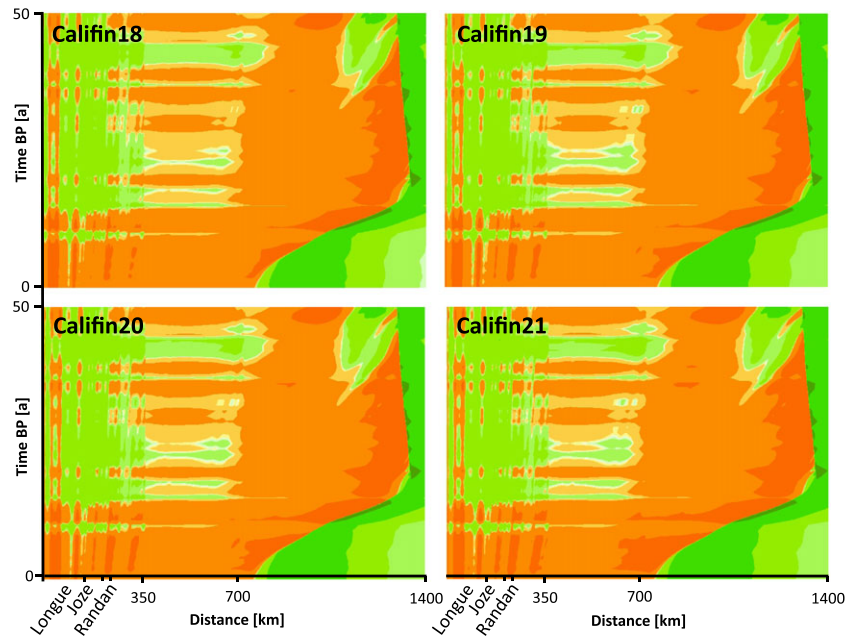 50
Califin18
Califin19
Time BP [a]
0
50
Califin20
Califin21
Time BP [a]
0
Longue Joze Randan 350 700 1400
Distance [km]
Longue Joze Randan 350 700 1400
Distance [km]